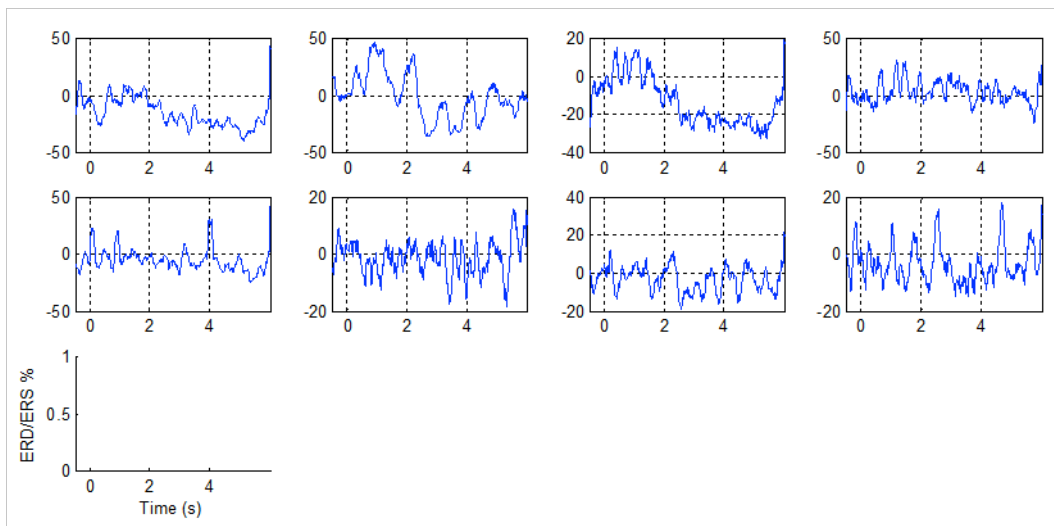 50 50 20 50
0 0 0 0
-20
-50 -50 -40 -50
0 2 4 0 2 4 0 2 4 0 2 4
50 20 40 20
20
0 0 0 0
-50 -20 -20 -20
0 2 4 0 2 4 0 2 4 0 2 4
1
0.5
0
0 2 4
ERD/ERS %
Time (s)